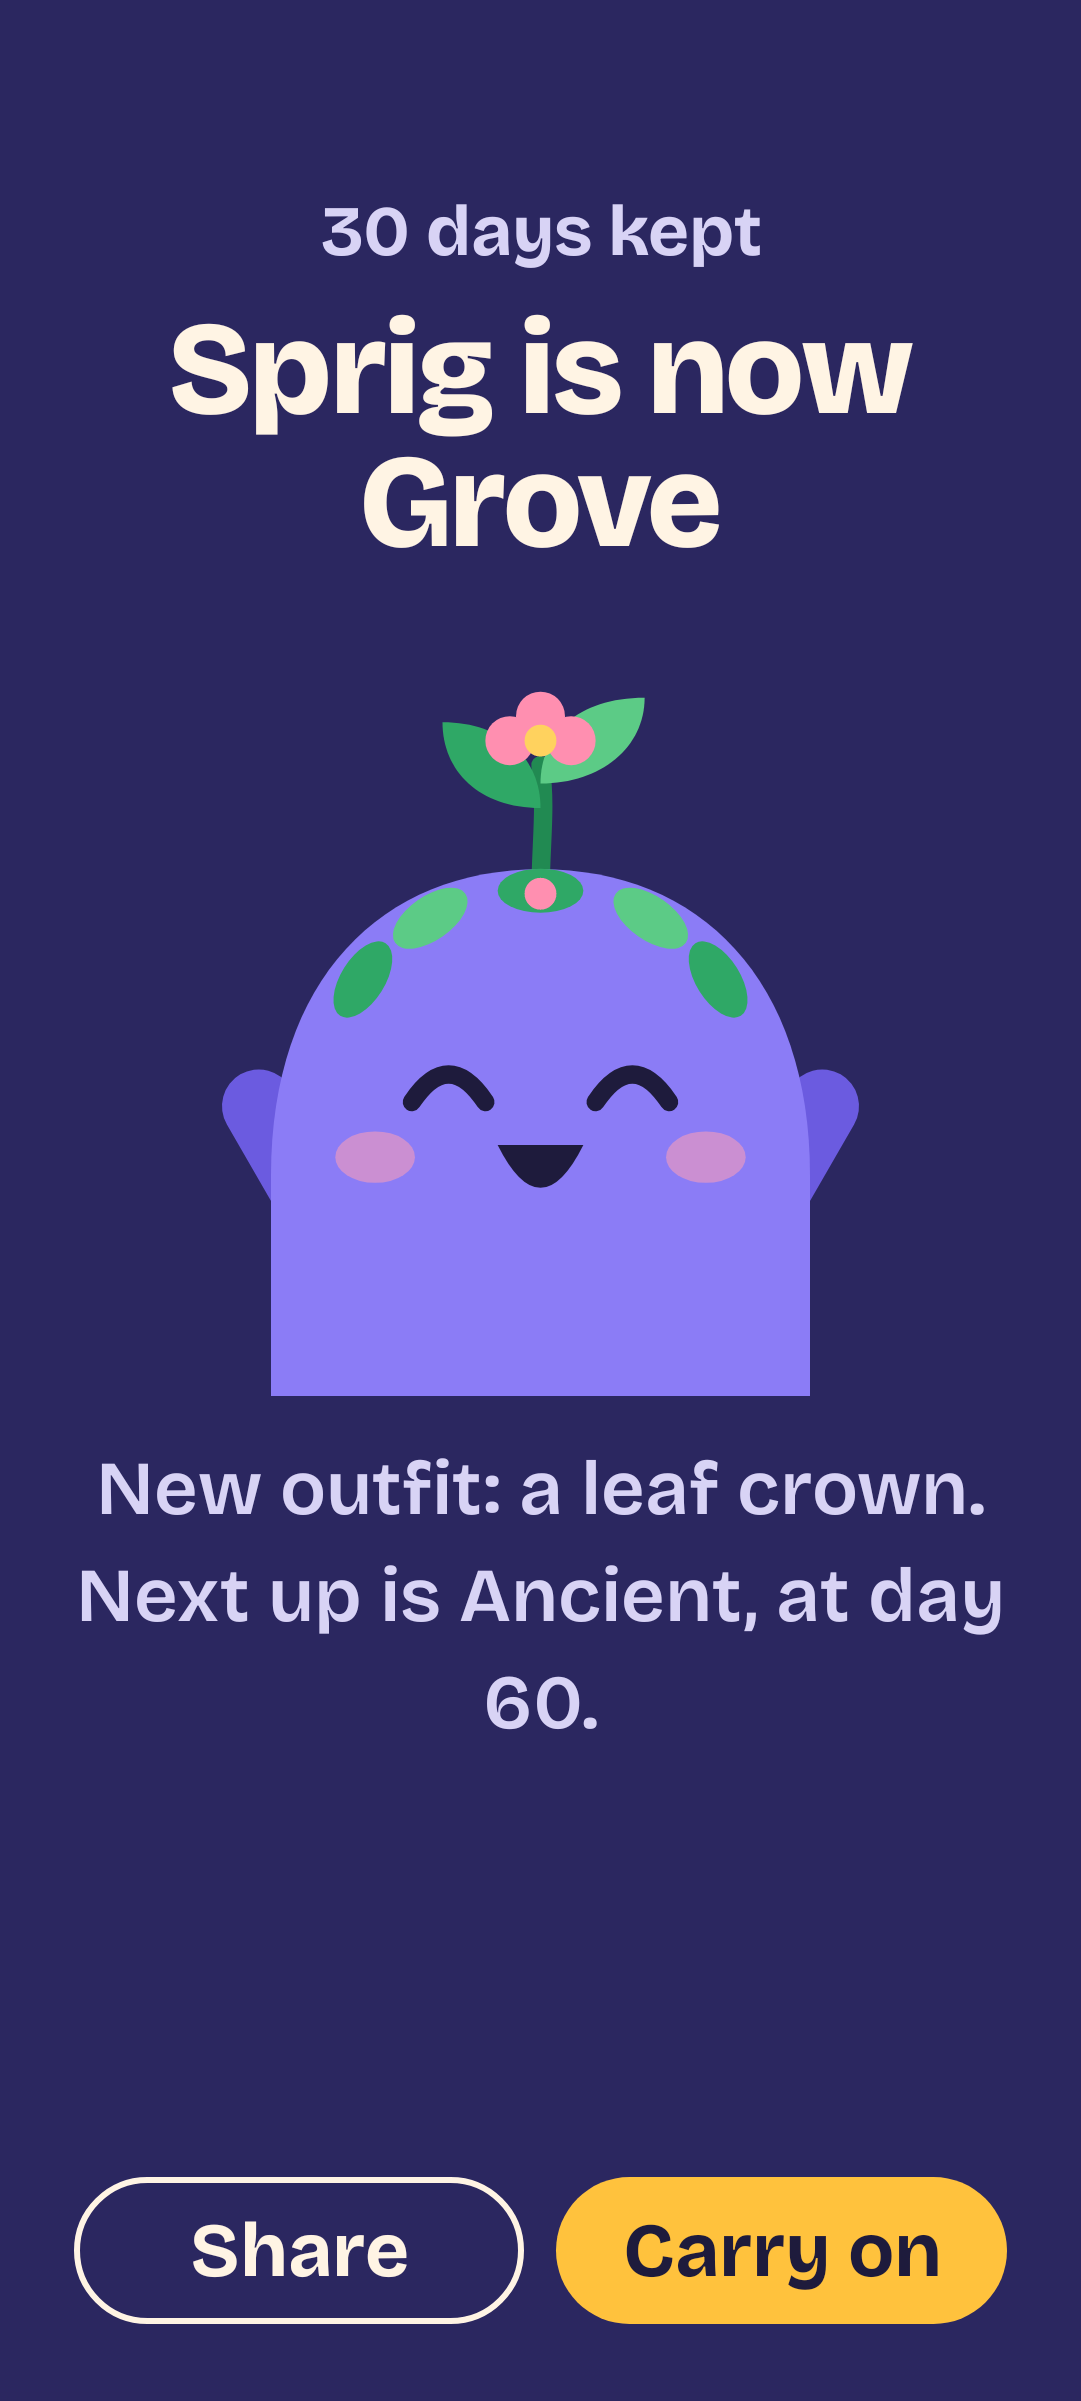 30 days kept
Sprig is now
Grove
New outfit: a leaf crown.
Next up is Ancient, at day
60.
Share
Carry on